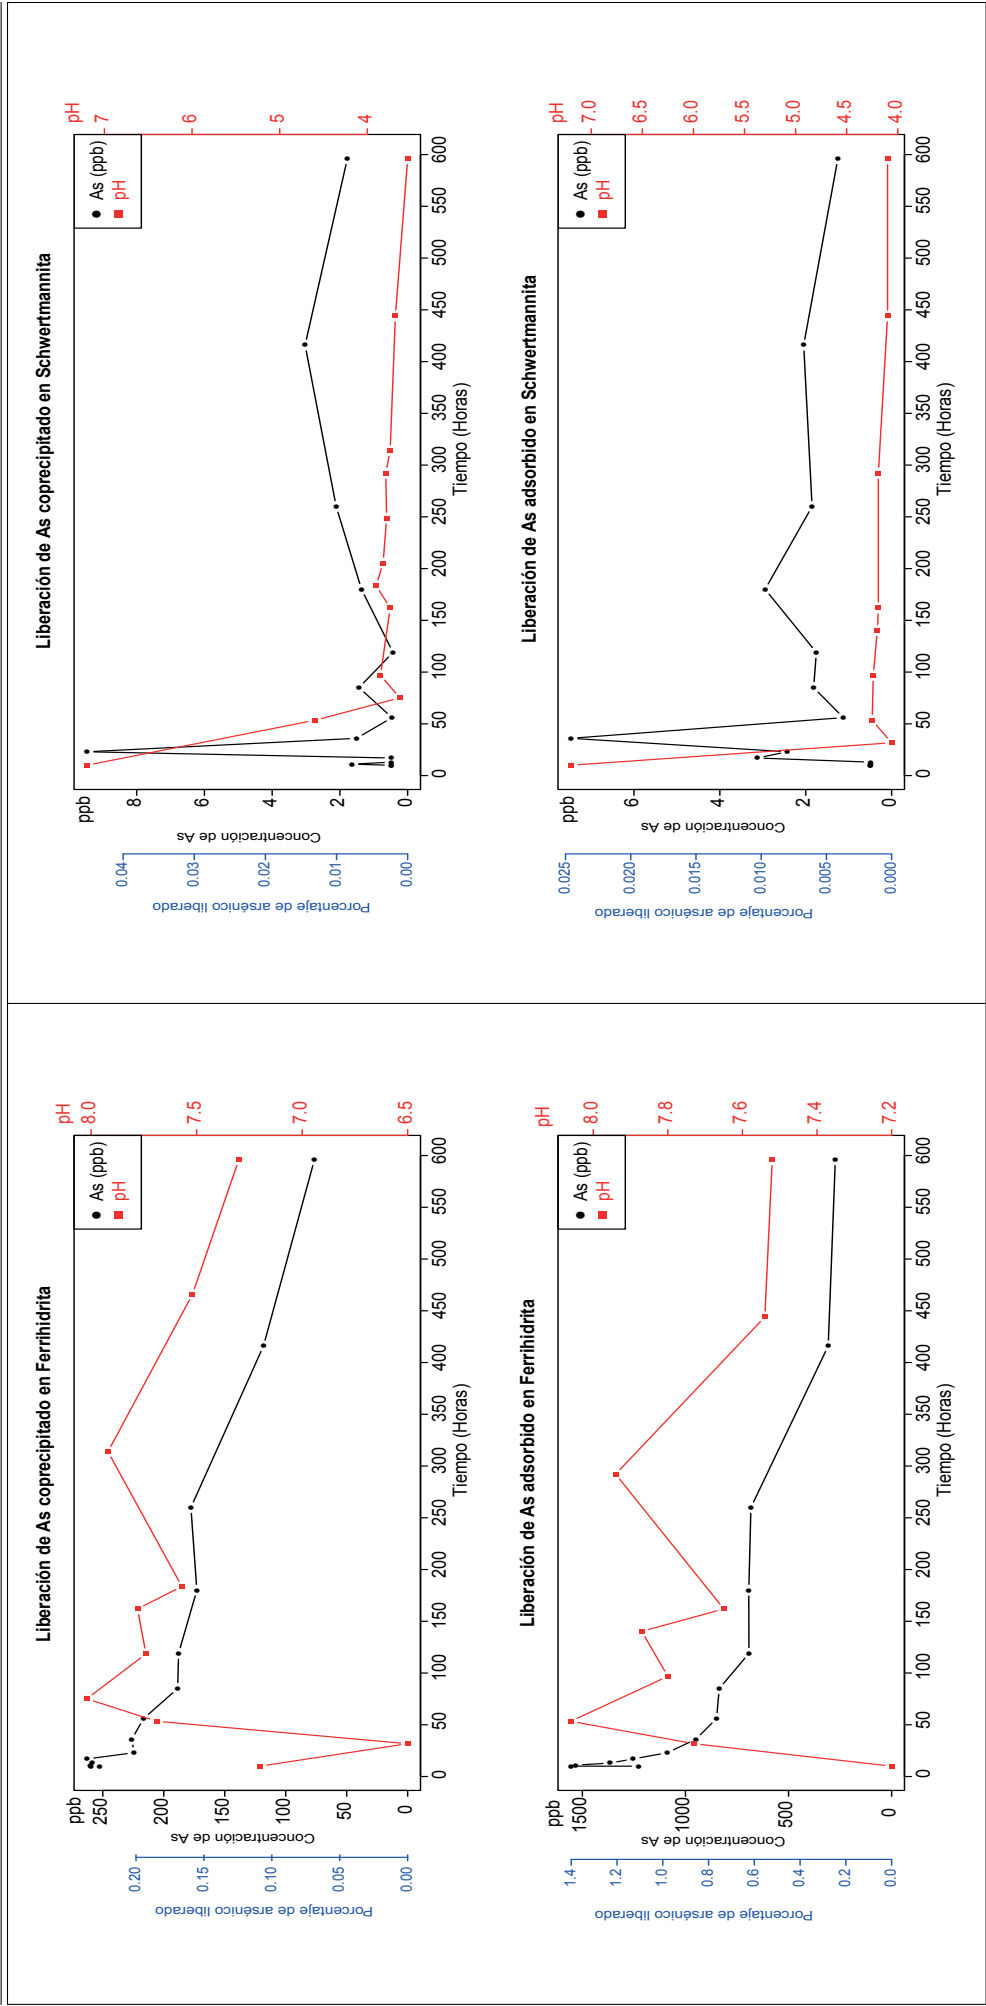 Liberación de As coprecipitado en Ferrihidrita
ppb
pH
As (ppb)
pH
250
200
150
100
50
0
Concentración de As
0.20
0.15
0.10
0.05
0.00
Porcentaje de arsénico liberado
8.0
7.5
7.0
6.5
0 50 100 150 200 250 300 350 400 450 500 550 600
Tiempo (Horas)
Liberación de As coprecipitado en Schwertmannita
ppb
pH
As (ppb)
pH
8
6
4
2
0
Concentración de As
0.04
0.03
0.02
0.01
0.00
Porcentaje de arsénico liberado
7
6
5
4
0 50 100 150 200 250 300 350 400 450 500 550 600
Tiempo (Horas)
Liberación de As adsorbido en Ferrihidrita
ppb
pH
As (ppb)
pH
1500
1000
500
0
Concentración de As
1.4
1.2
1.0
0.8
0.6
0.4
0.2
0.0
Porcentaje de arsénico liberado
8.0
7.8
7.6
7.4
7.2
0 50 100 150 200 250 300 350 400 450 500 550 600
Tiempo (Horas)
Liberación de As adsorbido en Schwertmannita
ppb
pH
As (ppb)
pH
6
4
2
0
Concentración de As
0.025
0.020
0.015
0.010
0.005
0.000
Porcentaje de arsénico liberado
7.0
6.5
6.0
5.5
5.0
4.5
4.0
0 50 100 150 200 250 300 350 400 450 500 550 600
Tiempo (Horas)